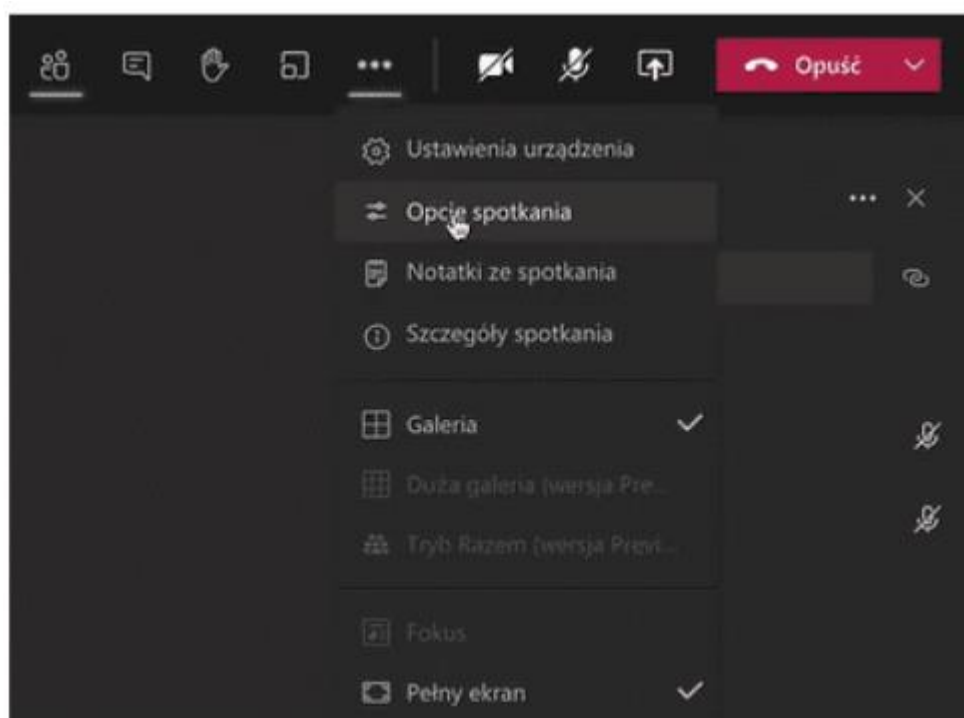 Opuść
Ustawienia urządzenia
Opcje spotkania
Notatki ze spotkania
Szczegóły spotkania
Galeria
Duża galeria (wersja Pre...
Tryb Razem (wersja Previ...
Fokus
Pełny ekran